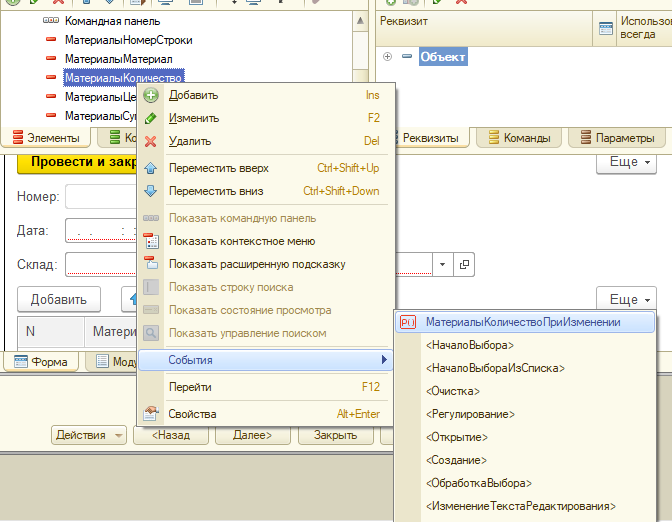 Командная панель
МатериалыНомерСтроки
МатериалыМатериал
МатериалыКоличество
МатериалыЦе
МатериалыСу
Реквизит
Использо
всегда
Объект
Элементы
Ко
Реквизиты
Команды
Параметры
Добавить Ins
Изменить F2
Удалить Del
Переместить вверх Ctrl+Shift+Up
Переместить вниз Ctrl+Shift+Down
Показать командную панель
Показать контекстное меню
Показать расширенную подсказку
Показать строку поиска
Показать состояние просмотра
Показать управление поиском
События
Перейти F12
Свойства Alt+Enter
Провести и закр
Еще
Номер:
Дата: . . : :
Склад:
Добавить
Еще
N Матери
Форма
Моду
МатериалыКоличествоПриИзменении
<НачалоВыбора>
<НачалоВыбораИзСписка>
<Очистка>
<Регулирование>
<Открытие>
<Создание>
<ОбработкаВыбора>
<ИзменениеТекстаРедактирования>
Действия
<Назад
Далее>
Закрыть